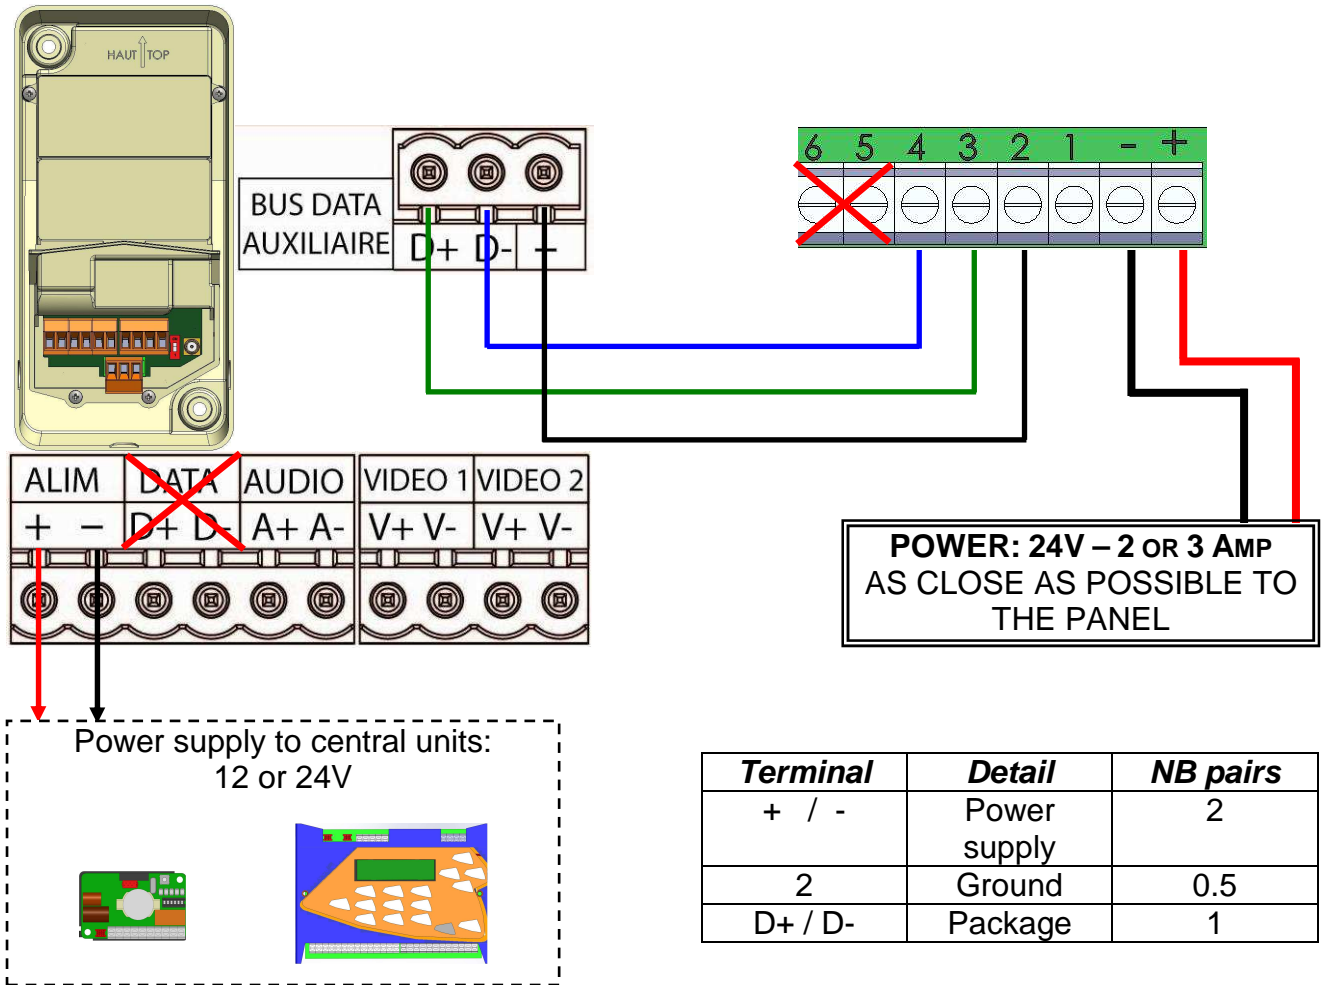 HAUT TOP
BUS DATA
AUXILIAIRE
D+ D- -
6 5 4 3 2 1 - +
ALIM DATA AUDIO VIDEO 1 VIDEO 2
+ - D+ D- A+ A- V+ V- V+ V-
POWER: 24V – 2 OR 3 AMP
AS CLOSE AS POSSIBLE TO
THE PANEL
Power supply to central units:
12 or 24V
Terminal Detail NB pairs
+ / - Power 2
supply
2 Ground 0.5
D+ / D- Package 1